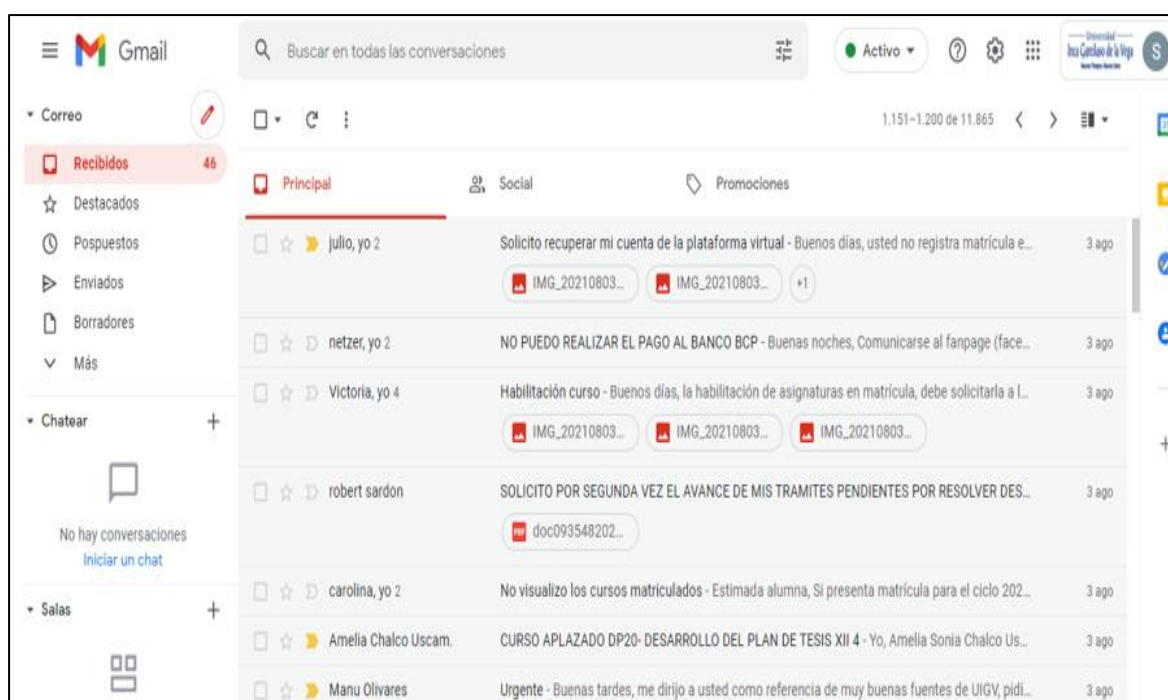 Gmail
Buscar en todas las conversaciones
Activo
Universidad
Inca Garcilaso de la Vega
S
Correo
1.151–1.200 de 11.865
Recibidos 46
Principal Social Promociones
Destacados
Pospuestos
Enviados
Borradores
Más
Chatear
No hay conversaciones
Iniciar un chat
Salas
julio, yo 2 Solicito recuperar mi cuenta de la plataforma virtual - Buenos días, usted no registra matrícula e... 3 ago
IMG_20210803... IMG_20210803... +1
netzer, yo 2 NO PUEDO REALIZAR EL PAGO AL BANCO BCP - Buenas noches, Comunicarse al fanpage (face... 3 ago
Victoria, yo 4 Habilitación curso - Buenos días, la habilitación de asignaturas en matrícula, debe solicitarla a l... 3 ago
IMG_20210803... IMG_20210803... IMG_20210803...
robert sardon SOLICITO POR SEGUNDA VEZ EL AVANCE DE MIS TRAMITES PENDIENTES POR RESOLVER DES... 3 ago
PDF doc093548202...
carolina, yo 2 No visualizo los cursos matriculados - Estimada alumna, Si presenta matrícula para el ciclo 202... 3 ago
Amelia Chalco Uscam. CURSO APLAZADO DP20- DESARROLLO DEL PLAN DE TESIS XII 4 - Yo, Amelia Sonia Chalco Us... 3 ago
Manu Olivares Urgente - Buenas tardes, me dirijo a usted como referencia de muy buenas fuentes de UIGV, pidi... 3 ago